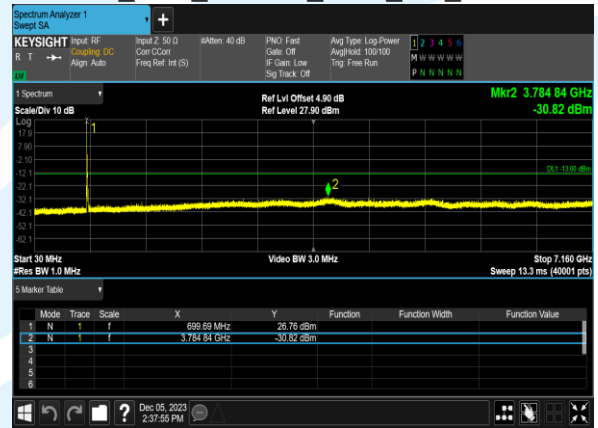 Spectrum Analyzer 1
Swept SA
KEYSIGHT Input: RF Input Z: 50 Ω #Atten: 40 dB PNO: Fast Avg Type: Log-Power 1 2 3 4 5 6
R T Coupling: DC Corr CCorr Gate: Off Avg|Hold: 100/100 M W W W W W
Align: Auto Freq Ref: Int (S) IF Gain: Low Trig: Free Run P N N N N N
LXI Sig Track: Off
1 Spectrum Ref Lvl Offset 4.90 dB Mkr2 3.784 84 GHz
Scale/Div 10 dB Ref Level 27.90 dBm -30.82 dBm
Log
1
17.9
7.90
-2.10
DL1 -13.00 dBm
-12.1
-22.1
2
-32.1
-42.1
-52.1
-62.1
Start 30 MHz Video BW 3.0 MHz Stop 7.160 GHz
#Res BW 1.0 MHz Sweep 13.3 ms (40001 pts)
5 Marker Table
Mode Trace Scale X Y Function Function Width Function Value
1 N 1 f 699.69 MHz 26.76 dBm
2 N 1 f 3.784 84 GHz -30.82 dBm
3
4
5
6
? Dec 05, 2023
2:37:55 PM